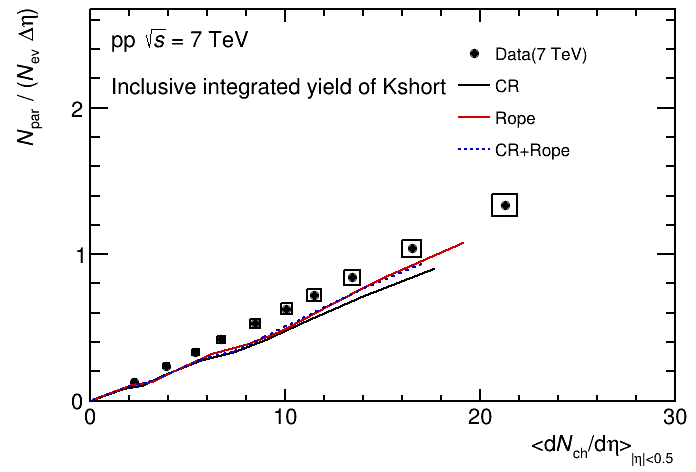 N_par / (N_ev Δη)
pp √s = 7 TeV
Inclusive integrated yield of Kshort
Data(7 TeV)
CR
Rope
CR+Rope
2
1
0
0 10 20 30
<dN_ch/dη>_|η|<0.5